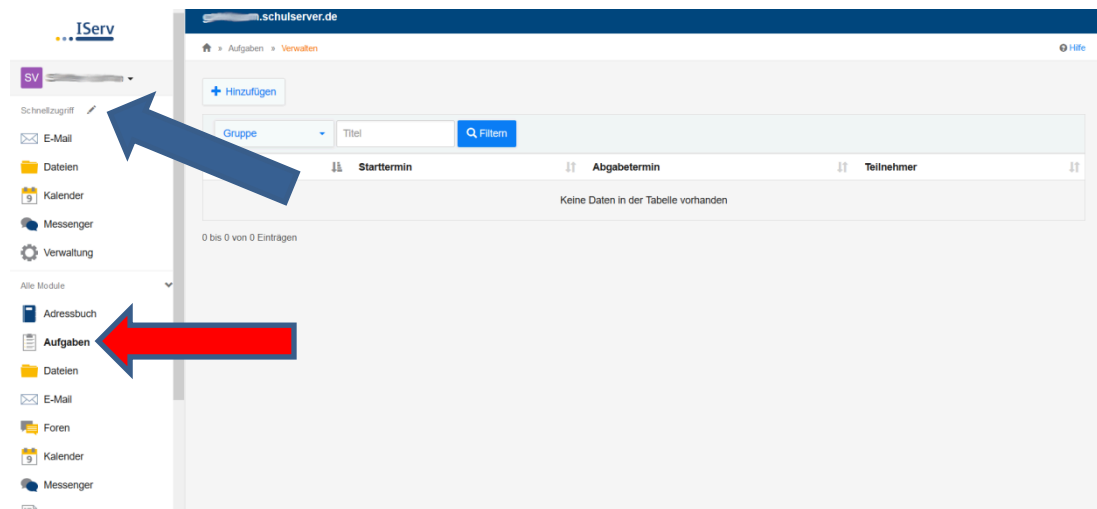 IServ
.schulserver.de
» Aufgaben » Verwalten
Hilfe
SV
Schnellzugriff
E-Mail
Dateien
9 Kalender
Messenger
Verwaltung
Alle Module
Adressbuch
Aufgaben
Dateien
E-Mail
Foren
9 Kalender
Messenger
+ Hinzufügen
Gruppe Titel Filtern
Starttermin Abgabetermin Teilnehmer
Keine Daten in der Tabelle vorhanden
0 bis 0 von 0 Einträgen